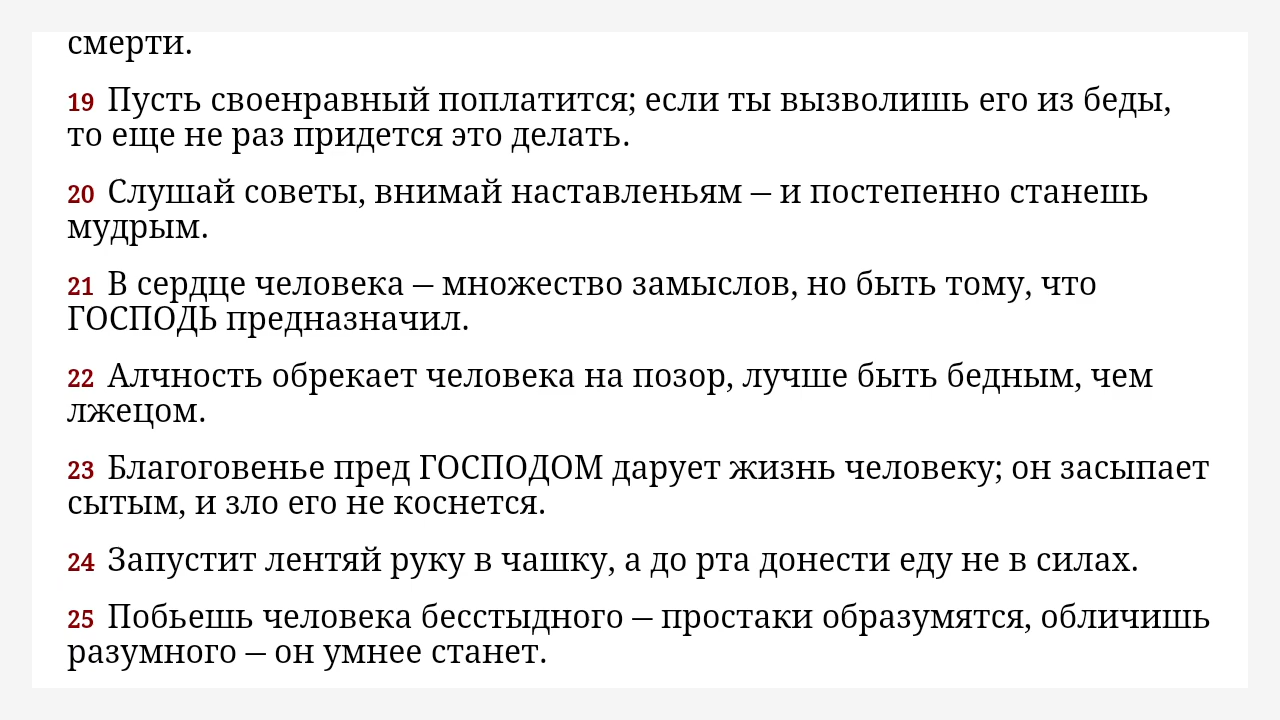 смерти.
19 Пусть своенравный поплатится; если ты вызволишь его из беды,
то еще не раз придется это делать.
20 Слушай советы, внимай наставленьям — и постепенно станешь
мудрым.
21 В сердце человека — множество замыслов, но быть тому, что
ГОСПОДЬ предназначил.
22 Алчность обрекает человека на позор, лучше быть бедным, чем
лжецом.
23 Благоговенье пред ГОСПОДОМ дарует жизнь человеку; он засыпает
сытым, и зло его не коснется.
24 Запустит лентяй руку в чашку, а до рта донести еду не в силах.
25 Побьешь человека бесстыдного — простаки образумятся, обличишь
разумного — он умнее станет.